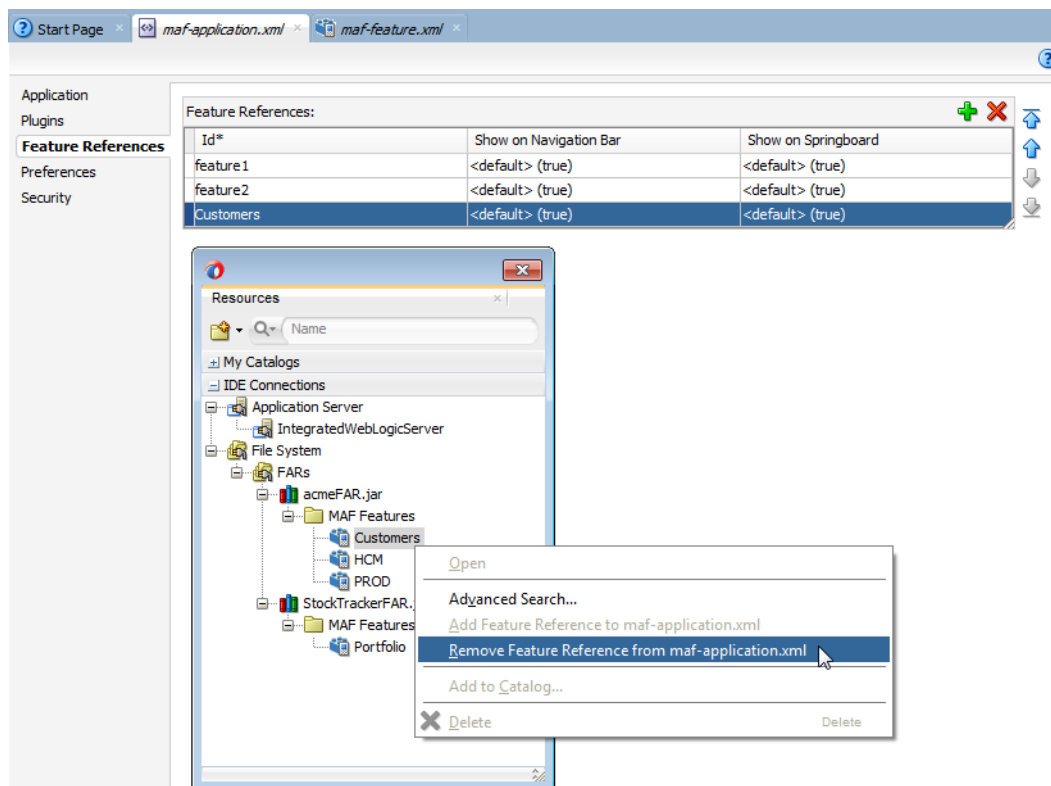 Start Page
maf-application.xml
maf-feature.xml
Application
Plugins
Feature References
Preferences
Security
Feature References:
Id* Show on Navigation Bar Show on Springboard
feature1 <default> (true) <default> (true)
feature2 <default> (true) <default> (true)
Customers <default> (true) <default> (true)
Resources
Name
My Catalogs
IDE Connections
Application Server
IntegratedWebLogicServer
File System
FARs
acmeFAR.jar
MAF Features
Customers
HCM
PROD
StockTrackerFAR.
MAF Features
Portfolio
Open
Advanced Search...
Add Feature Reference to maf-application.xml
Remove Feature Reference from maf-application.xml
Add to Catalog...
Delete Delete